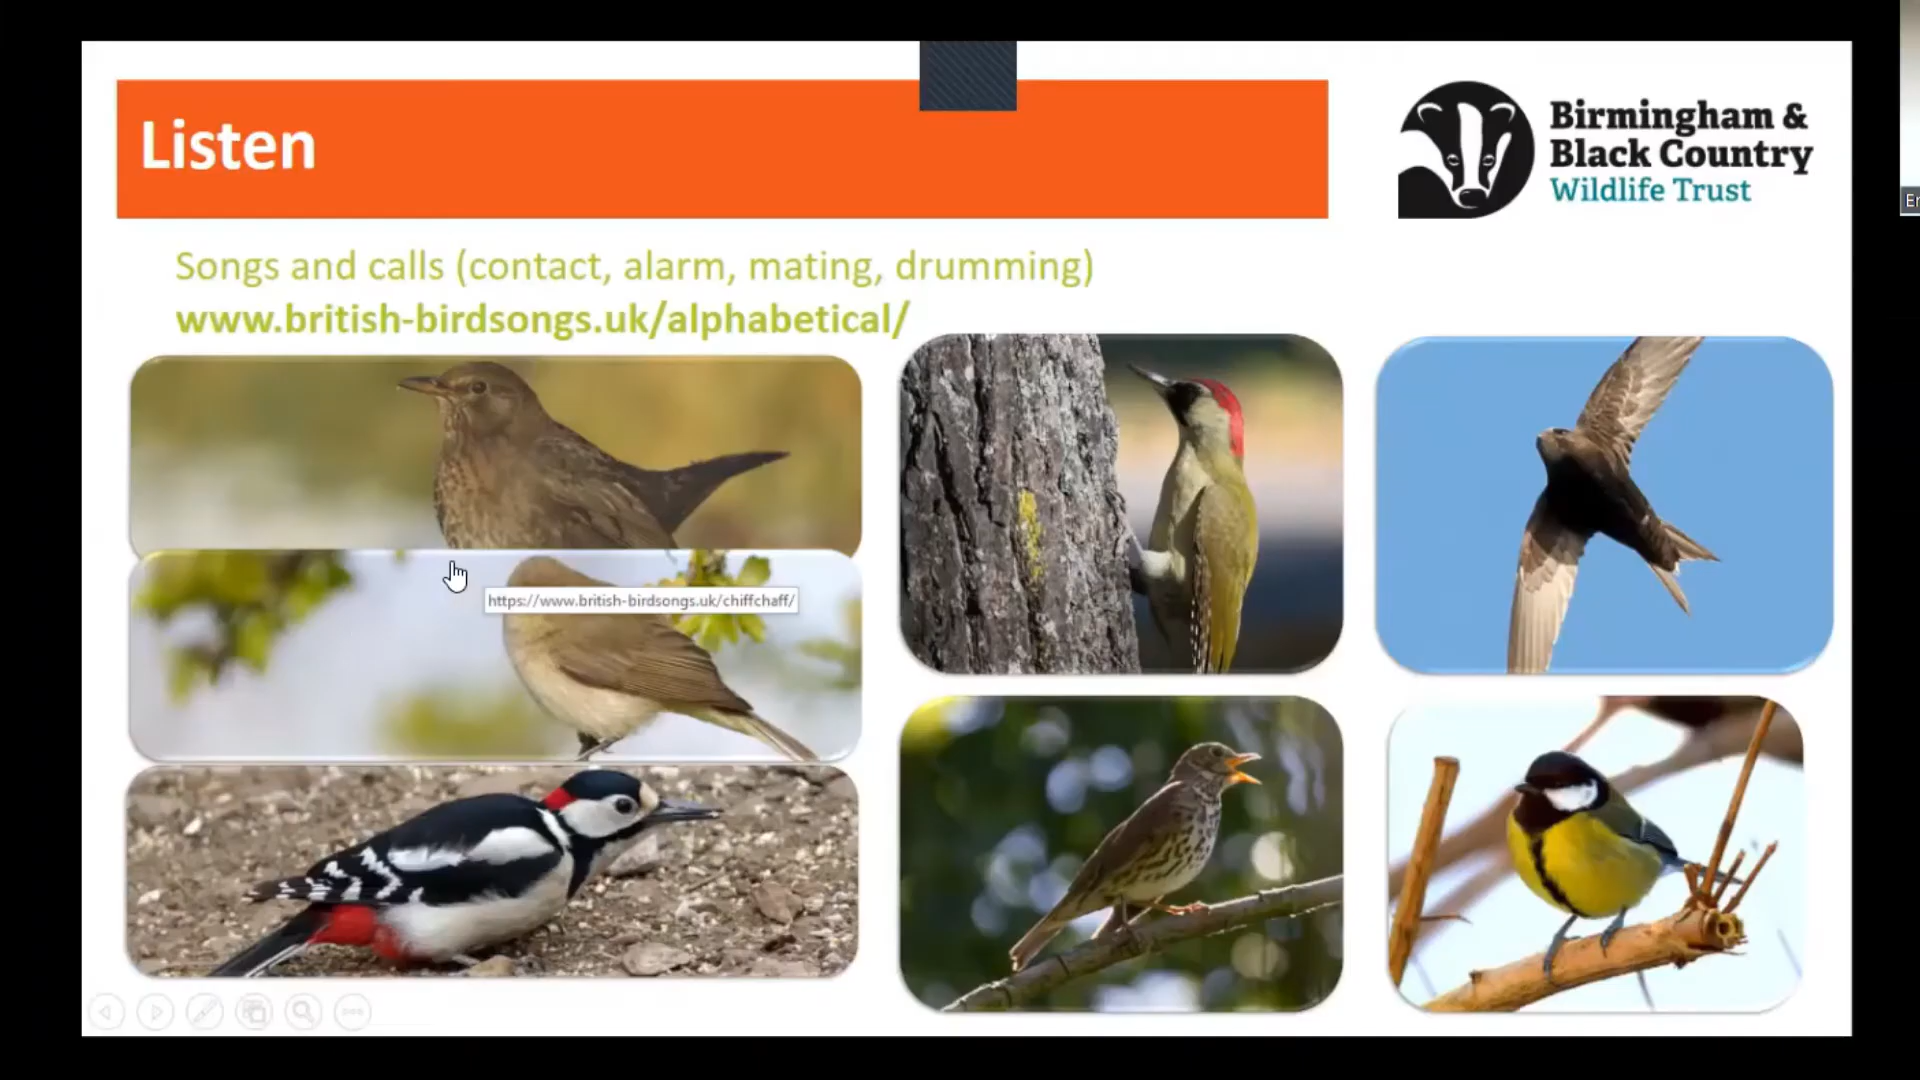 Listen
Birmingham &
Black Country
Wildlife Trust
Er
Songs and calls (contact, alarm, mating, drumming)
www.british-birdsongs.uk/alphabetical/
https://www.british-birdsongs.uk/chiffchaff/